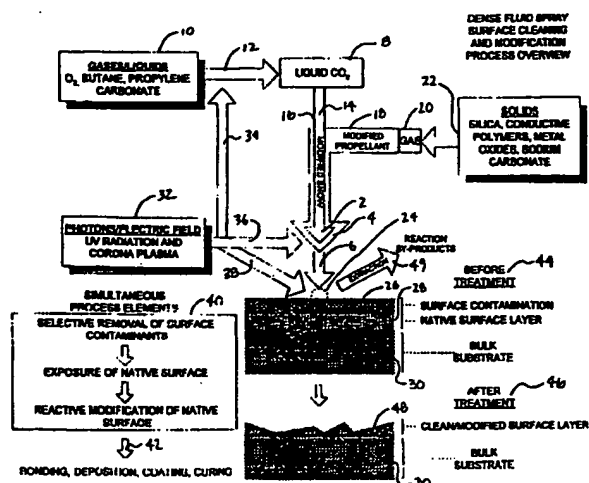 DENSE FLUID SPRAY
SURFACE CLEANING
AND MODIFICATION
PROCESS OVERVIEW
10
12
8
GASES/LIQUIDS
O2, BUTANE, PROPYLENE
CARBONATE
LIQUID CO2
16
14
18
20
22
MODIFIED
PROPELLANT
GAS
SOLIDS
SILICA, CONDUCTIVE
POLYMERS, METAL
OXIDES, SODIUM
CARBONATE
MODIFIED SNOW
34
32
PHOTONS/ELECTRIC FIELD
UV RADIATION AND
CORONA PLASMA
36
38
2
4
6
24
REACTION
BY-PRODUCTS
49
BEFORE
TREATMENT
44
26
28
SURFACE CONTAMINATION
NATIVE SURFACE LAYER
BULK
SUBSTRATE
30
SIMULTANEOUS
PROCESS ELEMENTS
40
SELECTIVE REMOVAL OF SURFACE
CONTAMINANTS
EXPOSURE OF NATIVE SURFACE
REACTIVE MODIFICATION OF NATIVE
SURFACE
42
BONDING, DEPOSITION, COATING, CURING
AFTER
TREATMENT
46
48
CLEAN/MODIFIED SURFACE LAYER
BULK
SUBSTRATE
30